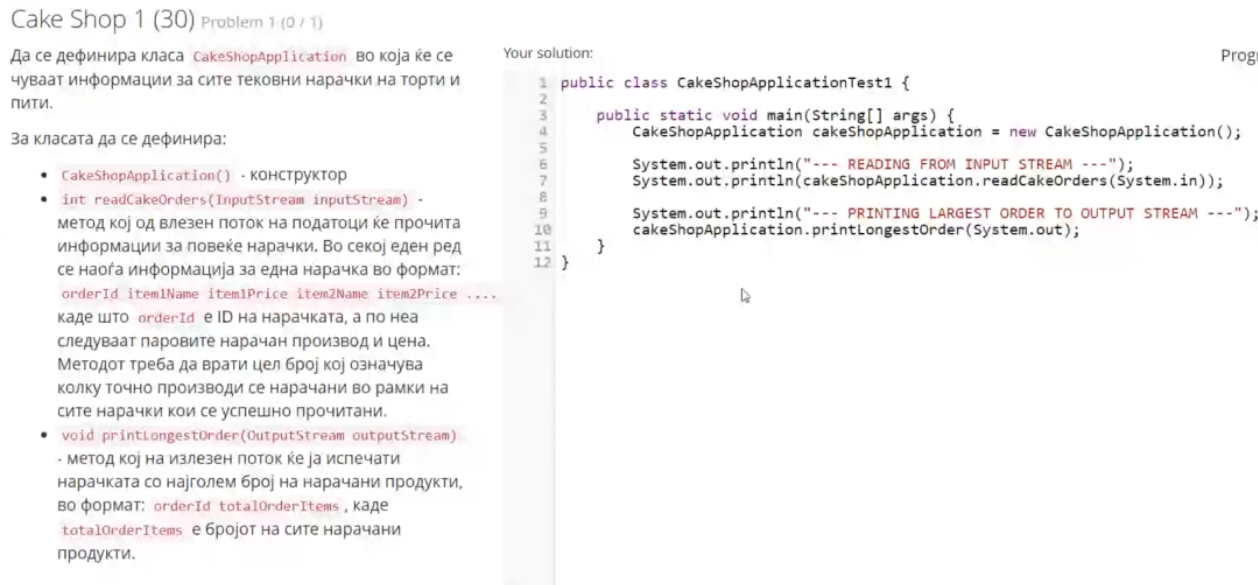 Cake Shop 1 (30) Problem 1 (0 / 1)
Да се дефинира класа CakeShopApplication во која ќе се
чуваат информации за сите тековни нарачки на торти и
пити.
За класата да се дефинира:
CakeShopApplication() - конструктор
int readCakeOrders(InputStream inputStream) -
метод кој од влезен поток на податоци ќе прочита
информации за повеќе нарачки. Во секој еден ред
се наоѓа информација за една нарачка во формат:
orderId item1Name item1Price item2Name item2Price ....
каде што orderId е ID на нарачката, а по неа
следуваат паровите нарачан производ и цена.
Методот треба да врати цел број кој означува
колку точно производи се нарачани во рамки на
сите нарачки кои се успешно прочитани.
void printLongestOrder(OutputStream outputStream)
- метод кој на излезен поток ќе ја испечати
нарачката со најголем број на нарачани продукти,
во формат: orderId totalOrderItems , каде
totalOrderItems е бројот на сите нарачани
продукти.
Your solution:
Progr
1 public class CakeShopApplicationTest1 {
2
3 public static void main(String[] args) {
4 CakeShopApplication cakeShopApplication = new CakeShopApplication();
5
6 System.out.println("--- READING FROM INPUT STREAM ---");
7 System.out.println(cakeShopApplication.readCakeOrders(System.in));
8
9 System.out.println("--- PRINTING LARGEST ORDER TO OUTPUT STREAM ---");
10 cakeShopApplication.printLongestOrder(System.out);
11 }
12 }